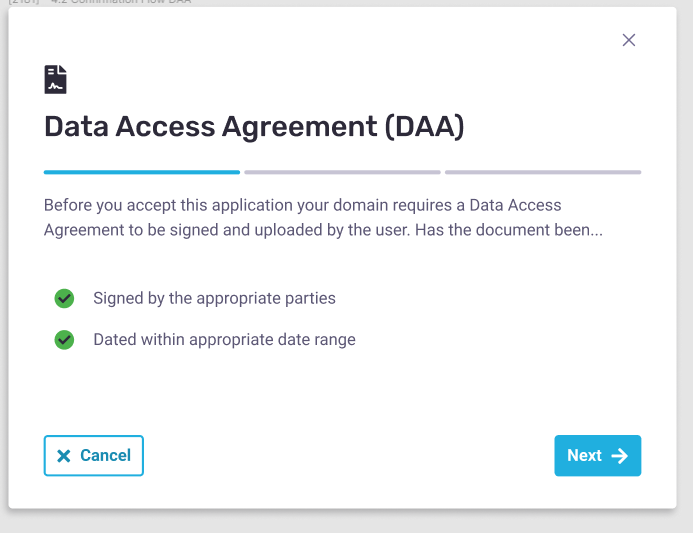 Data Access Agreement (DAA)
Before you accept this application your domain requires a Data Access
Agreement to be signed and uploaded by the user. Has the document been...
Signed by the appropriate parties
Dated within appropriate date range
Cancel
Next